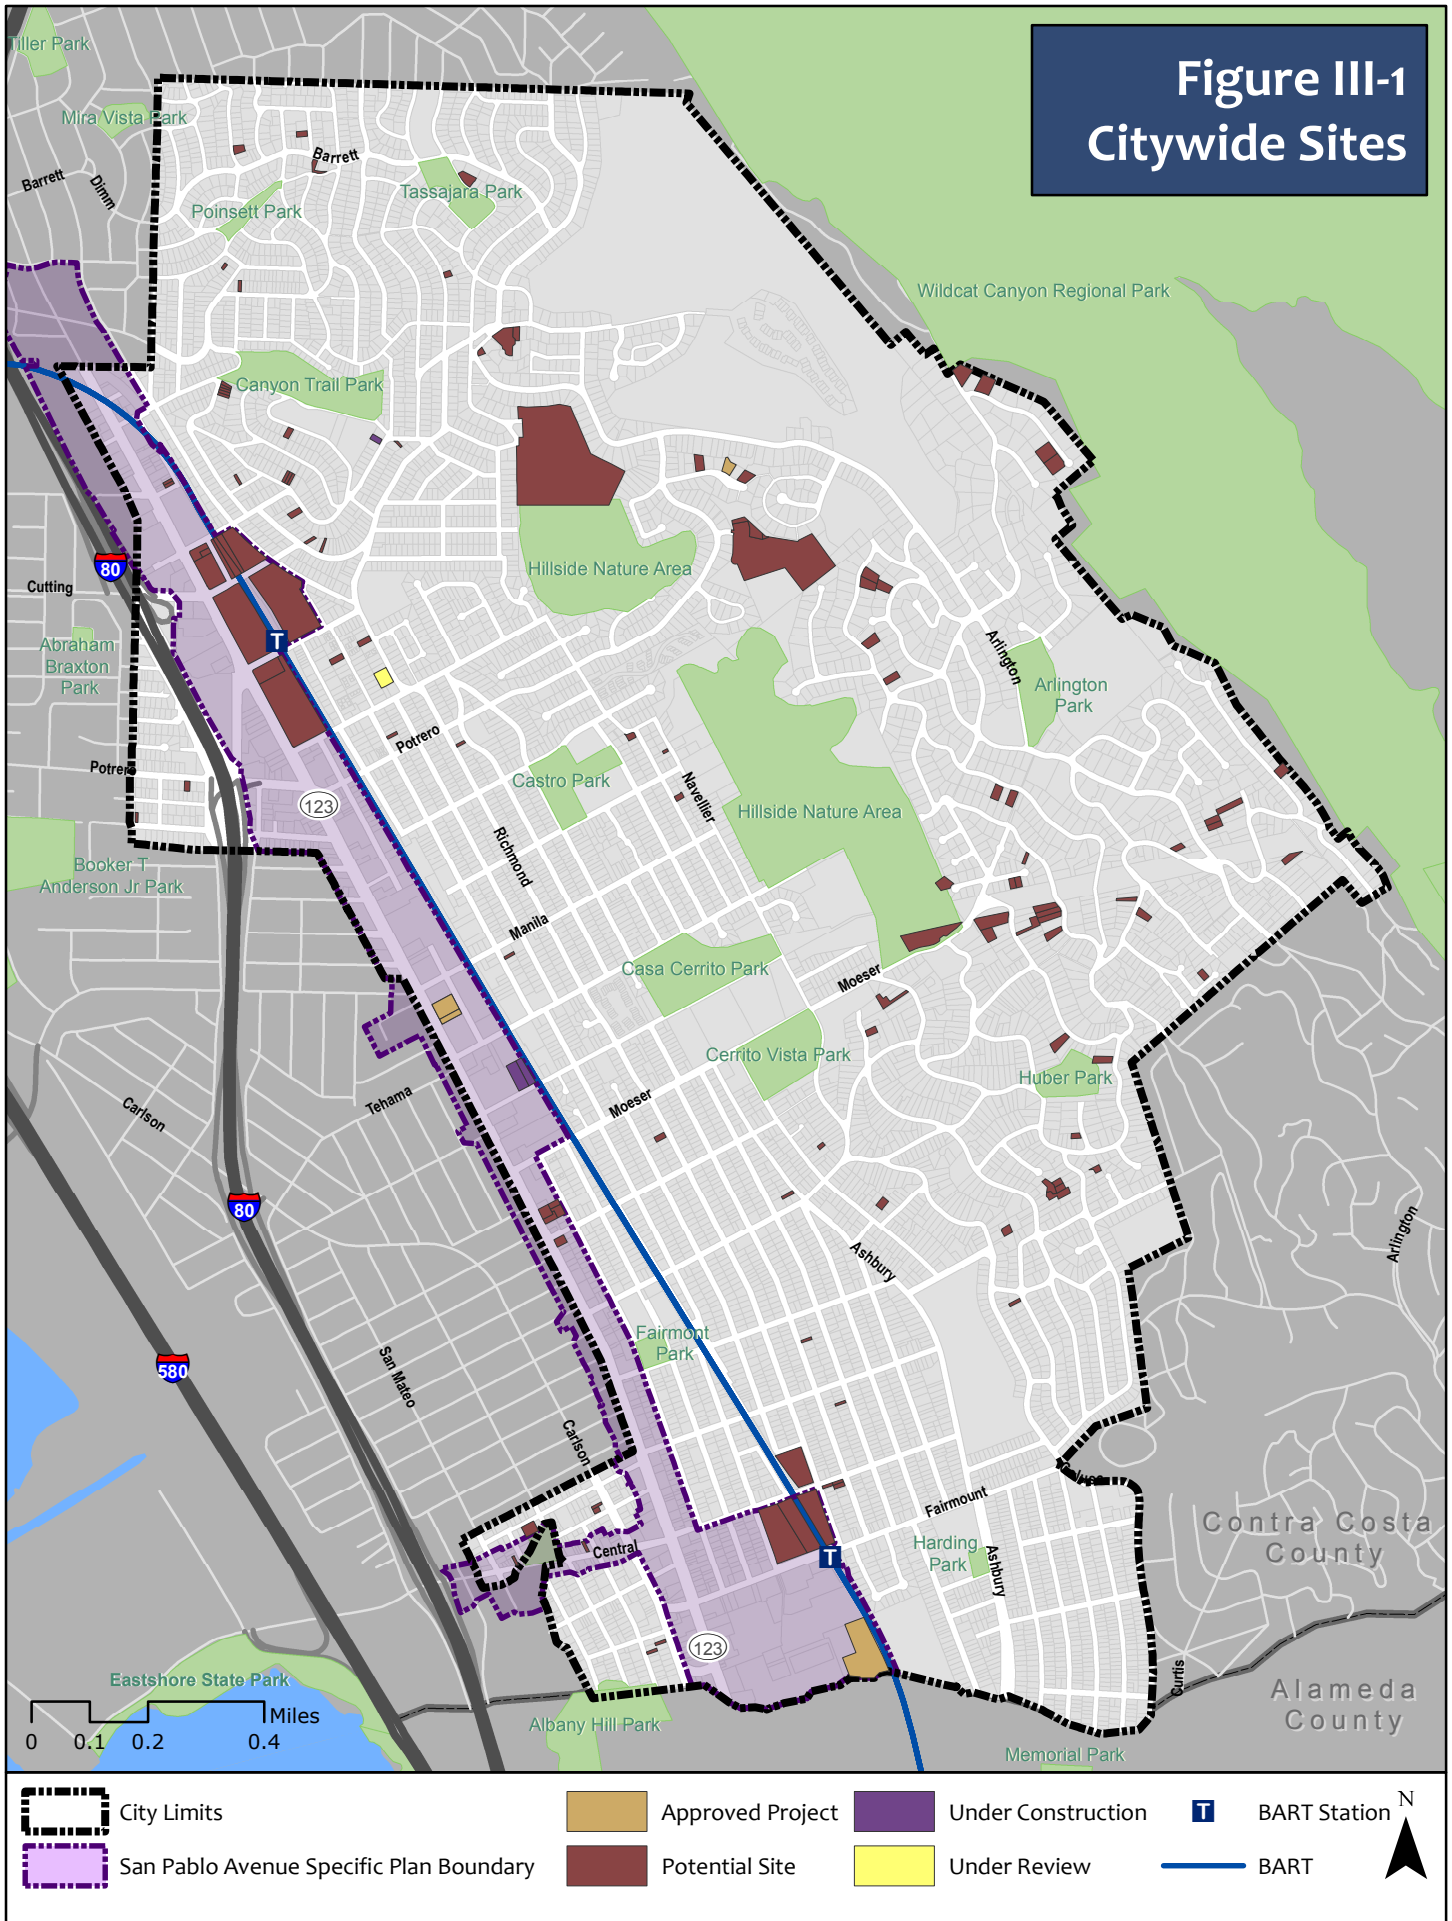 Figure III-1
Citywide Sites
Tiller Park
Mira Vista Park
Barrett
Barrett
Dimm
Tassajara Park
Poinsett Park
Wildcat Canyon Regional Park
Canyon Trail Park
80
Cutting
Hillside Nature Area
T
Abraham
Braxton
Park
Arlington
Arlington
Park
Potrero
Potrero
Castro Park
Navellier
123
Hillside Nature Area
Richmond
Booker T
Anderson Jr Park
Manila
Casa Cerrito Park
Moeser
Cerrito Vista Park
Huber Park
Carlson
Tehama
Moeser
80
Arlington
Ashbury
Fairmont
Park
580
San Mateo
Carlson
Fairmount
Contra Costa
County
Central
Harding
Park
T
Ashbury
123
Eastshore State Park
Curtis
Alameda
County
Albany Hill Park
Memorial Park
Miles
0 0.1 0.2 0.4
City Limits
San Pablo Avenue Specific Plan Boundary
Approved Project
Potential Site
Under Construction
Under Review
T
BART Station
BART
N